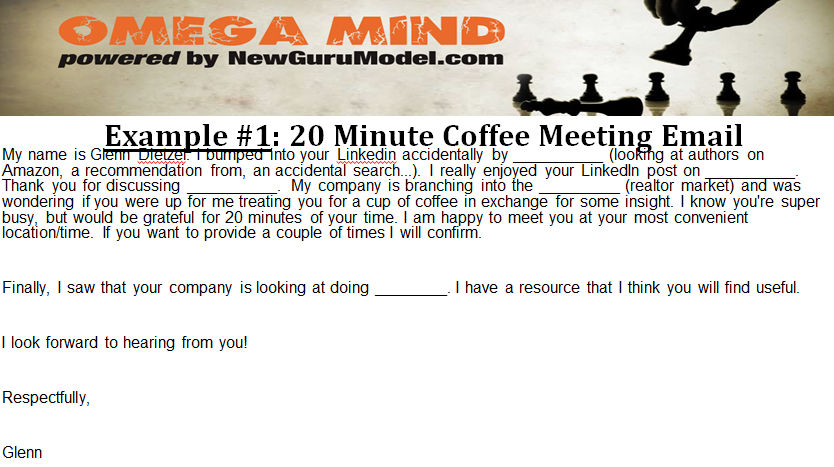 OMEGA MIND
powered by NewGuruModel.com
Example #1: 20 Minute Coffee Meeting Email
My name is Glenn Dietzel. I bumped into your Linkedin accidentally by __________ (looking at authors on
Amazon, a recommendation from, an accidental search...). I really enjoyed your LinkedIn post on __________.
Thank you for discussing __________. My company is branching into the _________ (realtor market) and was
wondering if you were up for me treating you for a cup of coffee in exchange for some insight. I know you're super
busy, but would be grateful for 20 minutes of your time. I am happy to meet you at your most convenient
location/time. If you want to provide a couple of times I will confirm.
Finally, I saw that your company is looking at doing ________. I have a resource that I think you will find useful.
I look forward to hearing from you!
Respectfully,
Glenn